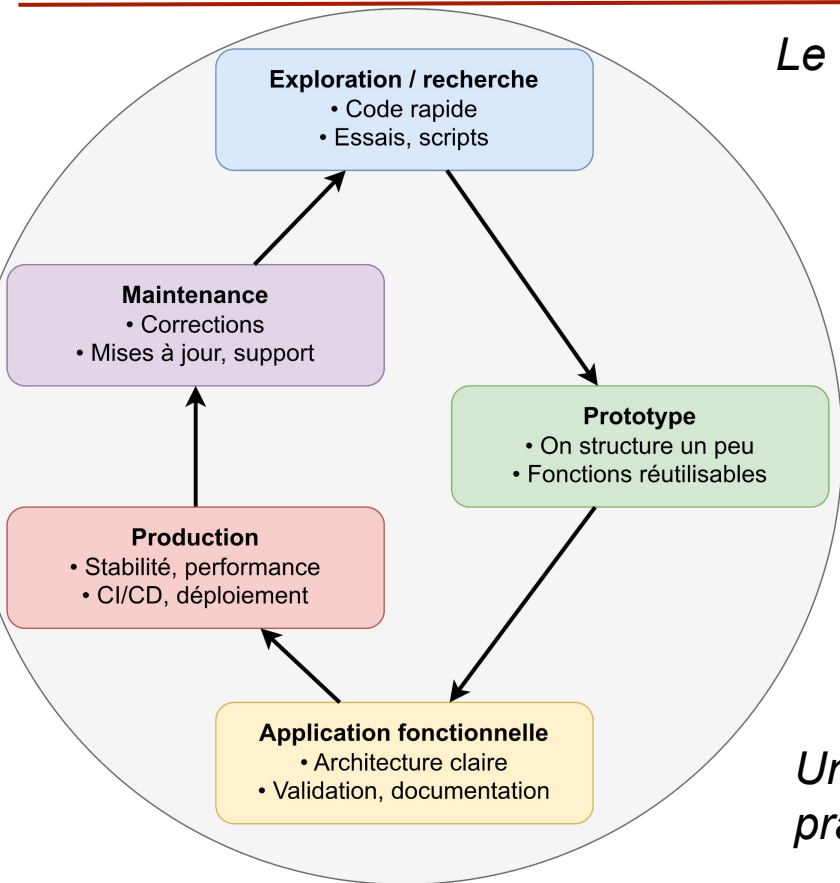 Le
Exploration / recherche
• Code rapide
• Essais, scripts
Maintenance
• Corrections
• Mises à jour, support
Prototype
• On structure un peu
• Fonctions réutilisables
Production
• Stabilité, performance
• CI/CD, déploiement
Application fonctionnelle
• Architecture claire
• Validation, documentation